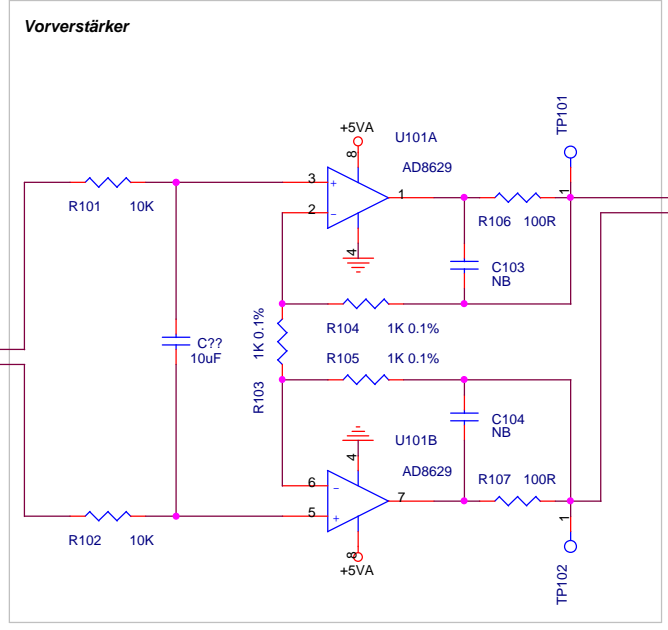 Vorverstärker
TP101
+5VA
U101A
8
AD8629
3
+
1
1
2
−
R101 10K
R106 100R
4
C103
NB
1K 0.1%
R104 1K 0.1%
C??
10uF
R105 1K 0.1%
R103
C104
NB
U101B
4
AD8629
R107 100R
6
−
7
5
+
1
R102 10K
8
+5VA
TP102